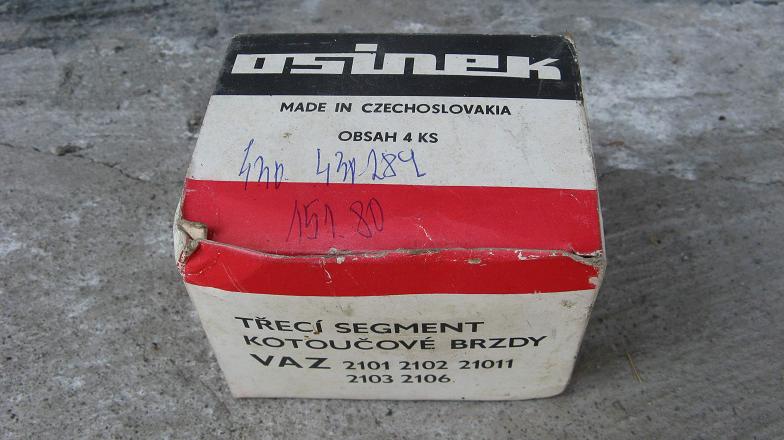 osinek
MADE IN CZECHOSLOVAKIA
OBSAH 4 KS
151.80
TŘECÍ SEGMENT
KOTOUČOVÉ BRZDY
VAZ 2101 2102 21011
2103 2106